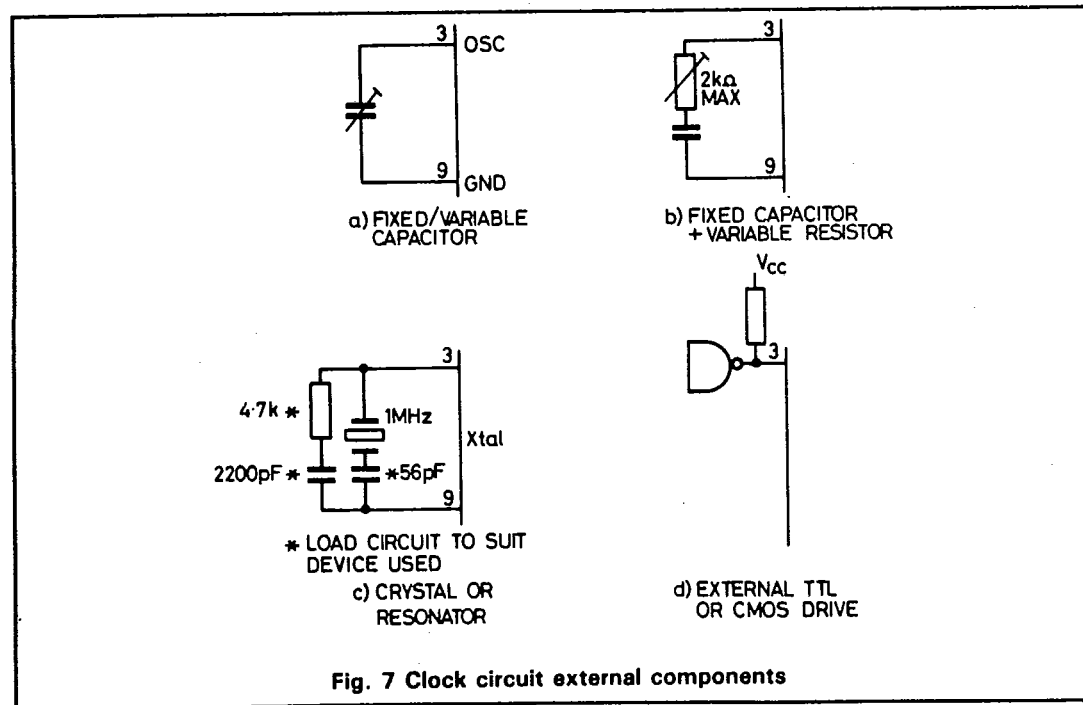 3
OSC
9
GND
a) FIXED/VARIABLE
CAPACITOR
3
2kΩ
MAX
9
b) FIXED CAPACITOR
+ VARIABLE RESISTOR
3
4·7k *
1MHz
Xtal
2200pF *
*56pF
9
* LOAD CIRCUIT TO SUIT
DEVICE USED
c) CRYSTAL OR
RESONATOR
Vcc
3
d) EXTERNAL TTL
OR CMOS DRIVE
Fig. 7 Clock circuit external components